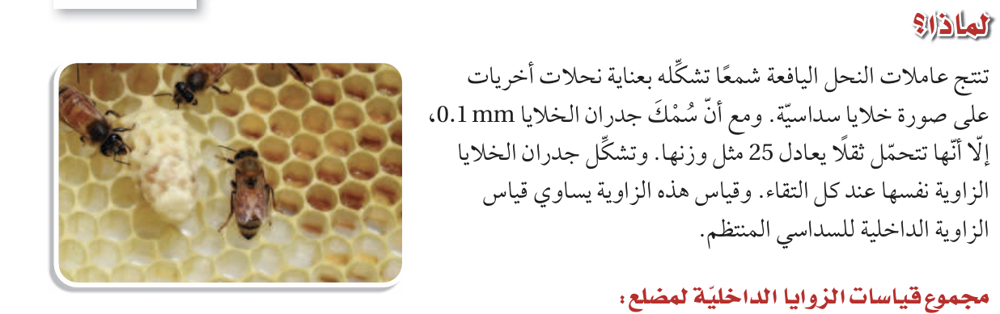 لماذا؟
تنتج عاملات النحل اليافعة شمعًا تشكِّله بعناية نحلات أخريات
على صورة خلايا سداسيّة. ومع أنّ سُمْكَ جدران الخلايا 0.1 mm،
إلّا أنّها تتحمّل ثقلًا يعادل 25 مثل وزنها. وتشكِّل جدران الخلايا
الزاوية نفسها عند كل التقاء. وقياس هذه الزاوية يساوي قياس
الزاوية الداخلية للسداسي المنتظم.
مجموع قياسات الزوايا الداخليّة لمضلع :